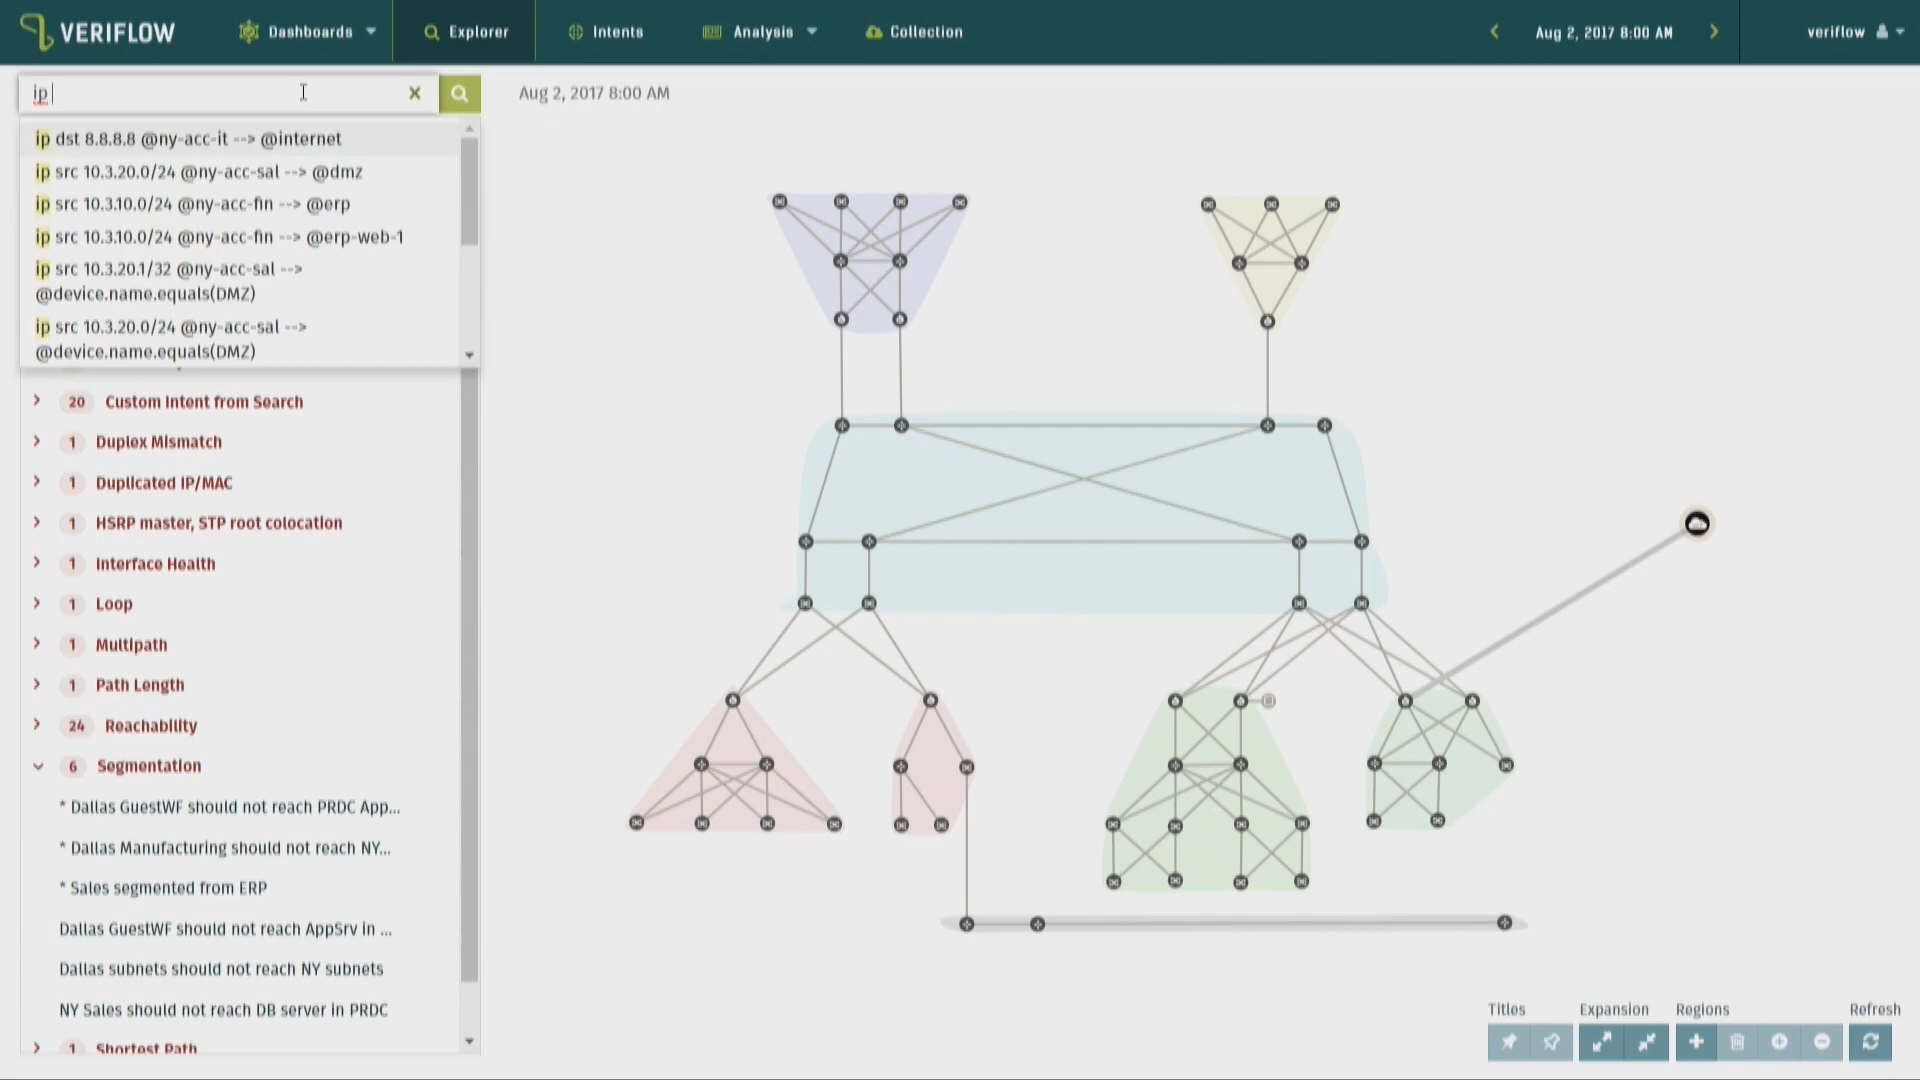 VERIFLOW
Dashboards
Explorer
Intents
Analysis
Collection
Aug 2, 2017 8:00 AM
veriflow
ip
Aug 2, 2017 8:00 AM
ip dst 8.8.8.8 @ny-acc-it --> @internet
ip src 10.3.20.0/24 @ny-acc-sal --> @dmz
ip src 10.3.10.0/24 @ny-acc-fin --> @erp
ip src 10.3.10.0/24 @ny-acc-fin --> @erp-web-1
ip src 10.3.20.1/32 @ny-acc-sal -->
@device.name.equals(DMZ)
ip src 10.3.20.0/24 @ny-acc-sal -->
@device.name.equals(DMZ)
20 Custom Intent from Search
1 Duplex Mismatch
1 Duplicated IP/MAC
1 HSRP master, STP root colocation
1 Interface Health
1 Loop
1 Multipath
1 Path Length
24 Reachability
6 Segmentation
* Dallas GuestWF should not reach PRDC App...
* Dallas Manufacturing should not reach NY...
* Sales segmented from ERP
Dallas GuestWF should not reach AppSrv in ...
Dallas subnets should not reach NY subnets
NY Sales should not reach DB server in PRDC
1 Shortest Path
Titles
Expansion
Regions
Refresh